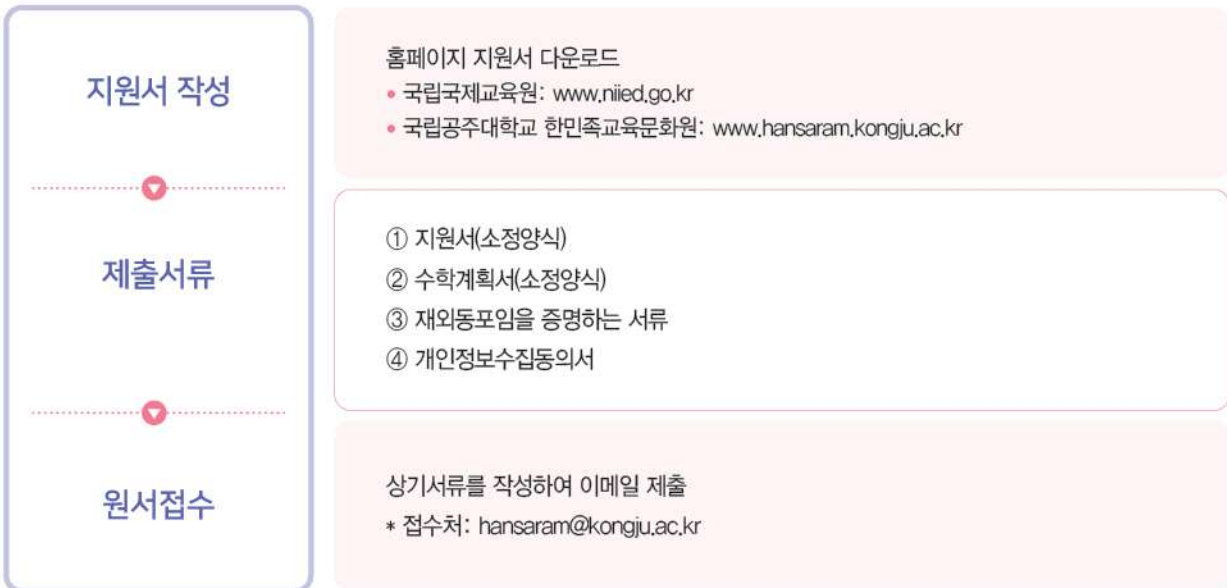 지원서 작성
홈페이지 지원서 다운로드
• 국립국제교육원: www.niied.go.kr
• 국립공주대학교 한민족교육문화원: www.hansaram.kongju.ac.kr
제출서류
① 지원서(소정양식)
② 수학계획서(소정양식)
③ 재외동포임을 증명하는 서류
④ 개인정보수집동의서
원서접수
상기서류를 작성하여 이메일 제출
* 접수처: hansaram@kongju.ac.kr